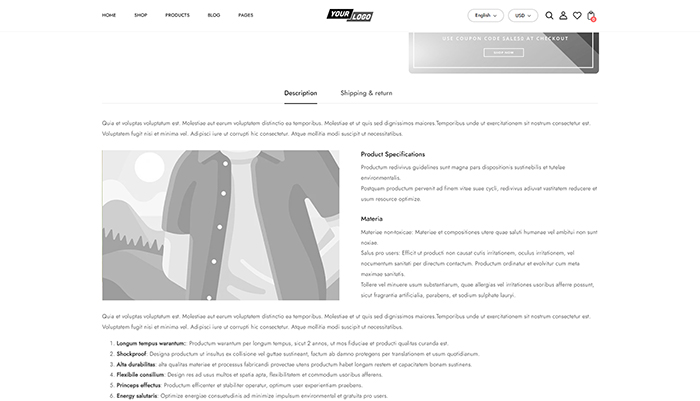 HOME SHOP PRODUCTS BLOG PAGES YOUR LOGO English USD 0
USE COUPON CODE SALE55 AT CHECKOUT
SHOP NOW
Description Shipping & return
Quia et voluptas voluptatum est. Molestiae aut earum voluptatem distinctio ea temporibus. Molestiae et ut quis sed dignissimos maiores.Temporibus unde ut exercitationem sit nostrum consectetur est.
Voluptatem fugit nisi et minima vel. Adipisci iure ut corrupti hic consectetur. Atque mollitia modi suscipit ut necessitatibus.
Product Specifications
Productum redivivus guidelines sunt magna pars dispositionis sustinebilis et tutelae
environmentalis.
Postquam productum pervenit ad finem vitae suae cycli, redivivus adiuvat vastitatem reducere et
usum resource optimize.
Materia
Materiae non-toxicae: Materiae et compositiones utere quae saluti humanae vel ambitui non sunt
noxiae.
Salus pro users: Efficit ut producti non causat cutis irritationem, oculus irritationem, vel
nocumentum sanitati per directum contactum. Productum ordinatur et evolvitur cum meta
maximae sanitatis.
Tollere vel minuere usum substantiarum, quae allergias vel irritationes usoribus afferre possunt,
sicut fragrantia artificialia, parabens, et sodium sulphate lauryl.
Quia et voluptas voluptatum est. Molestiae aut earum voluptatem distinctio ea temporibus. Molestiae et ut quis sed dignissimos maiores.Temporibus unde ut exercitationem sit nostrum consectetur est.
Voluptatem fugit nisi et minima vel. Adipisci iure ut corrupti hic consectetur. Atque mollitia modi suscipit ut necessitatibus.
1. Longum tempus warantum:: Productum warantum per longum tempus, sicut 2 annos, ut mos fiduciae et producti qualitas curanda est.
2. Shockproof: Designa productum ut insultus ex collisione vel guttae sustineant, factum ab damno protegens per translationem et usum quotidianum.
3. Alta durabilitas: alta qualitas materiae et processus fabricandi provectae utens productum habet longam restem et capacitatem bonam sustinens.
4. Flexibile consilium: Design res ad usus multos et spatia apta, flexibilitatem et commodum usoribus afferens.
5. Princeps effectus: Productum efficenter et stabiliter operatur, optimum user experientiam praebens.
6. Energy salutaris: Optimize energiae consuetudinis ad minimize impulsum environmental et gratuita pro users.